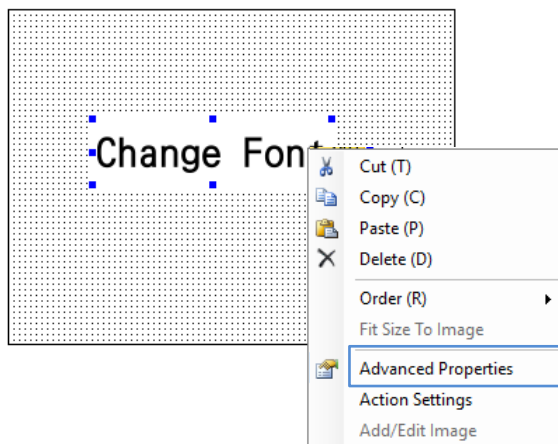 Change Font
Cut (T)
Copy (C)
Paste (P)
Delete (D)
Order (R)
Fit Size To Image
Advanced Properties
Action Settings
Add/Edit Image